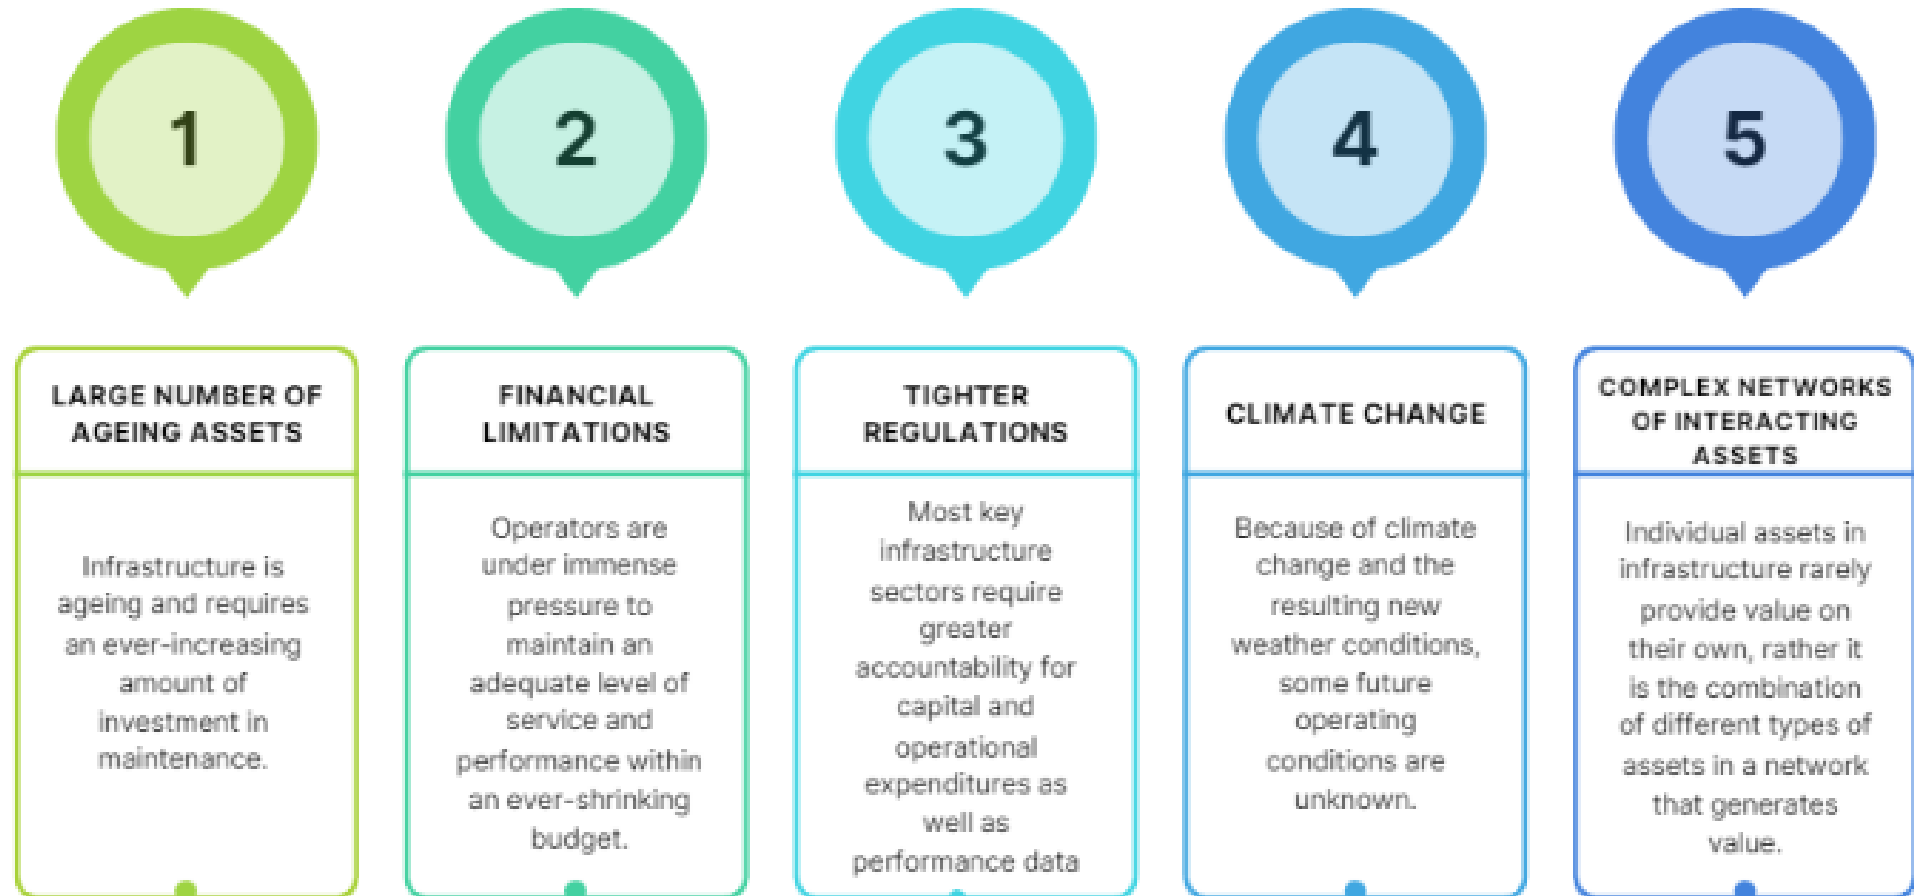 1
LARGE NUMBER OF
AGEING ASSETS
Infrastructure is
ageing and requires
an ever-increasing
amount of
investment in
maintenance.
2
FINANCIAL
LIMITATIONS
Operators are
under immense
pressure to
maintain an
adequate level of
service and
performance within
an ever-shrinking
budget.
3
TIGHTER
REGULATIONS
Most key
infrastructure
sectors require
greater
accountability for
capital and
operational
expenditures as
well as
performance data
4
CLIMATE CHANGE
Because of climate
change and the
resulting new
weather conditions,
some future
operating
conditions are
unknown.
5
COMPLEX NETWORKS
OF INTERACTING
ASSETS
Individual assets in
infrastructure rarely
provide value on
their own, rather it
is the combination
of different types of
assets in a network
that generates
value.